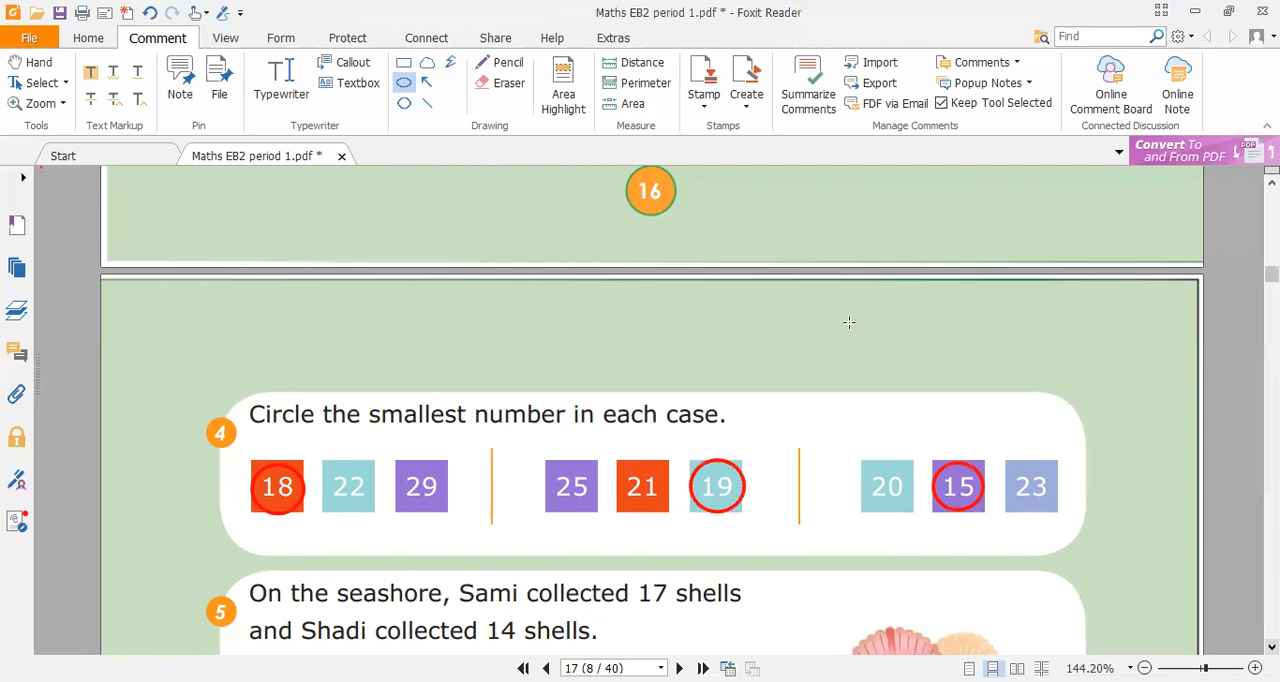 Maths EB2 period 1.pdf * - Foxit Reader
File Home Comment View Form Protect Connect Share Help Extras Find
Hand
Select
Zoom
Tools
Text Markup
Note
File
Pin
Typewriter
Callout
Textbox
Typewriter
Pencil
Eraser
Drawing
Area
Highlight
Distance
Perimeter
Area
Measure
Stamp
Create
Stamps
Summarize
Comments
Import
Export
FDF via Email
Comments
Popup Notes
Keep Tool Selected
Manage Comments
Online
Comment Board
Online
Note
Connected Discussion
Start
Maths EB2 period 1.pdf *
Convert To
and From PDF
PDF
16
4 Circle the smallest number in each case.
18 22 29 25 21 19 20 15 23
5 On the seashore, Sami collected 17 shells
and Shadi collected 14 shells.
17 (8 / 40)
144.20%